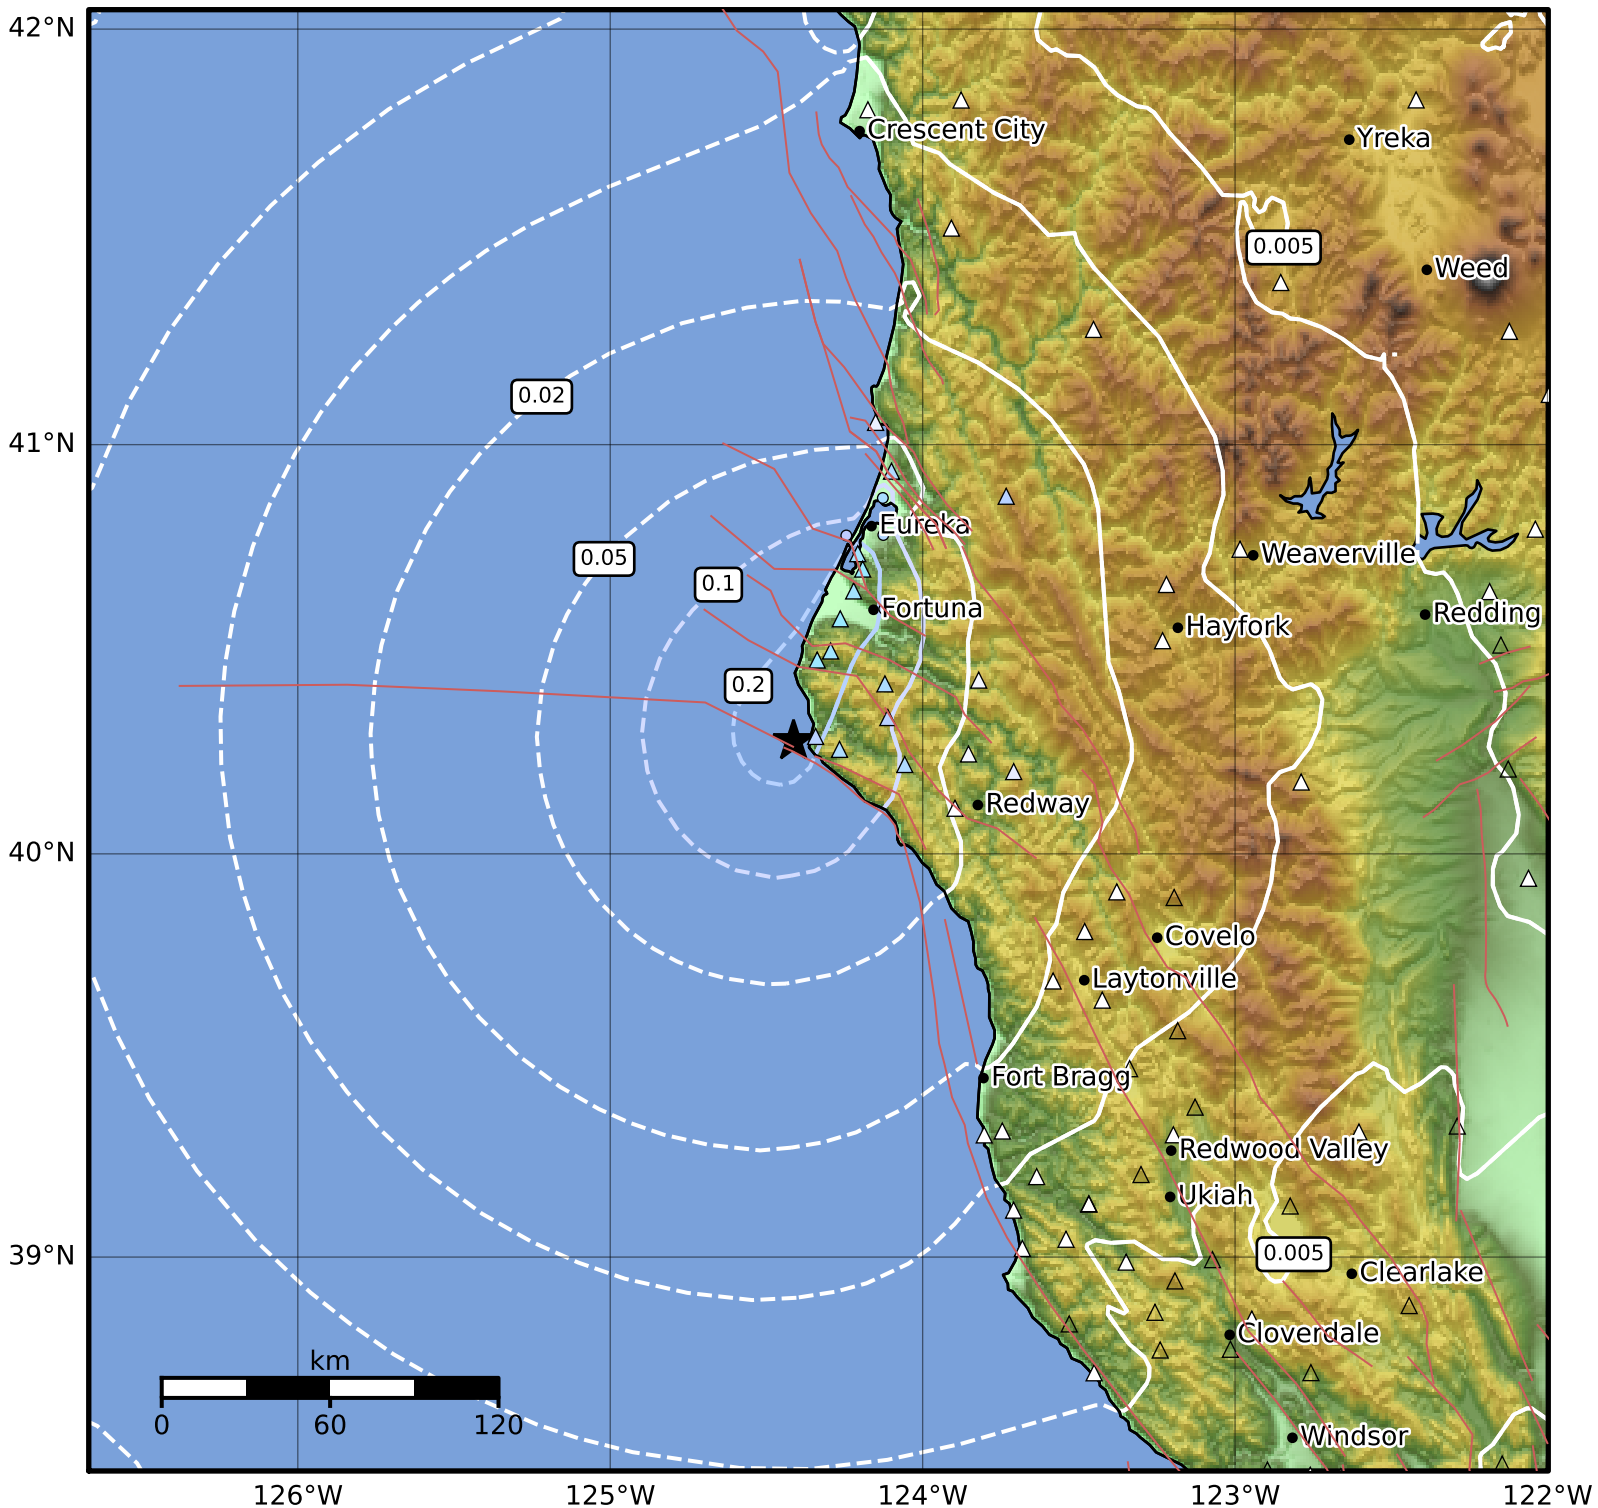 42°N
Crescent City
Yreka
0.005
Weed
0.02
41°N
Eureka
0.05
Weaverville
0.1
Fortuna
Redding
Hayfork
0.2
Redway
40°N
Covelo
Laytonville
Fort Bragg
Redwood Valley
Ukiah
39°N
0.005
Clearlake
Cloverdale
km
0 60 120
Windsor
126°W 125°W 124°W 123°W 122°W